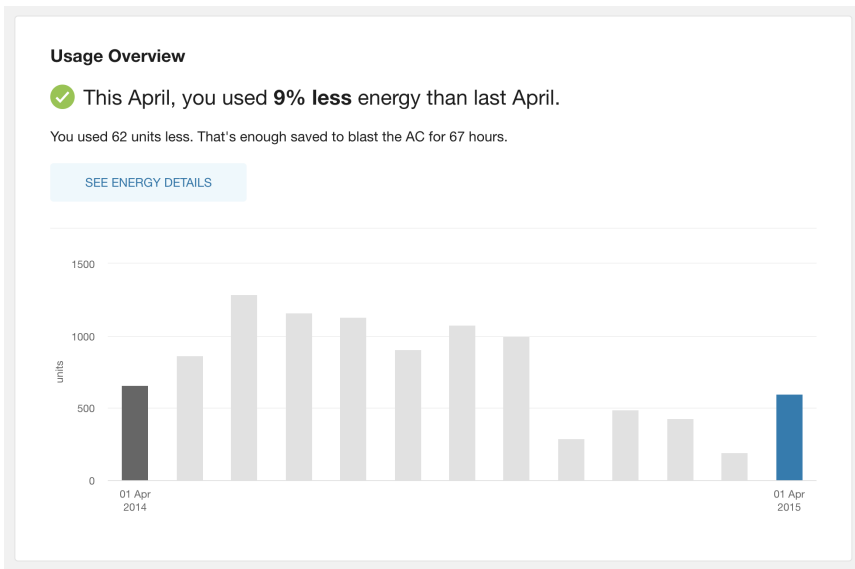 Usage Overview
This April, you used 9% less energy than last April.
You used 62 units less. That's enough saved to blast the AC for 67 hours.
SEE ENERGY DETAILS
1500
1000
units
500
0
01 Apr
2014
01 Apr
2015